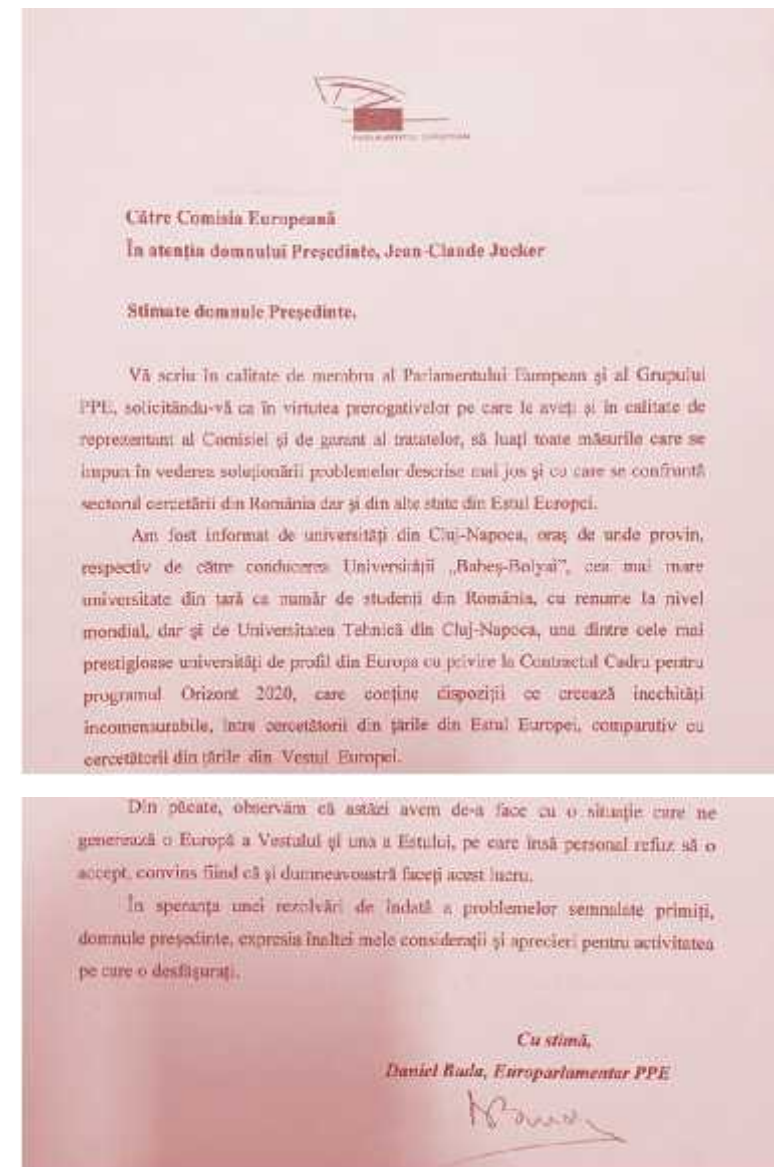 PARLAMENTUL EUROPEAN
Către Comisia Europeană
În atenția domnului Președinte, Jean-Claude Jucker
Stimate domnule Președinte,
Vă scriu în calitate de membru al Parlamentului European și al Grupului
PPE, solicitându-vă ca în virtutea prerogativelor pe care le aveți și în calitate de
reprezentant al Comisiei și de garant al tratatelor, să luați toate măsurile care se
impun în vederea soluționării problemelor descrise mai jos și cu care se confruntă
sectorul cercetării din România dar și din alte state din Estul Europei.
Am fost informat de universități din Cluj-Napoca, oraș de unde provin,
respectiv de către conducerea Universității „Babeș-Bolyai”, cea mai mare
universitate din țară ca număr de studenți din România, cu renume la nivel
mondial, dar și de Universitatea Tehnică din Cluj-Napoca, una dintre cele mai
prestigioase universități de profil din Europa cu privire la Contractul Cadru pentru
programul Orizont 2020, care conține dispoziții ce creează inechități
incomensurabile, între cercetătorii din țările din Estul Europei, comparativ cu
cercetătorii din țările din Vestul Europei.
Din păcate, observăm că astăzi avem de-a face cu o situație care ne
generează o Europă a Vestului și una a Estului, pe care însă personal refuz să o
accept, convins fiind că și dumneavoastră faceți acest lucru.
În speranța unei rezolvări de îndată a problemelor semnalate primiți,
domnule președinte, expresia înaltei mele considerații și aprecieri pentru activitatea
pe care o desfășurați.
Cu stimă,
Daniel Buda, Europarlamentar PPE